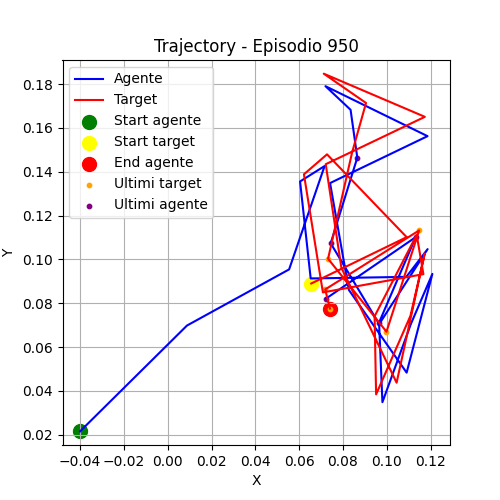 Trajectory - Episodio 950
Agente
Target
Start agente
Start target
End agente
Ultimi target
Ultimi agente
Y
0.18
0.16
0.14
0.12
0.10
0.08
0.06
0.04
0.02
−0.04 −0.02 0.00 0.02 0.04 0.06 0.08 0.10 0.12
X